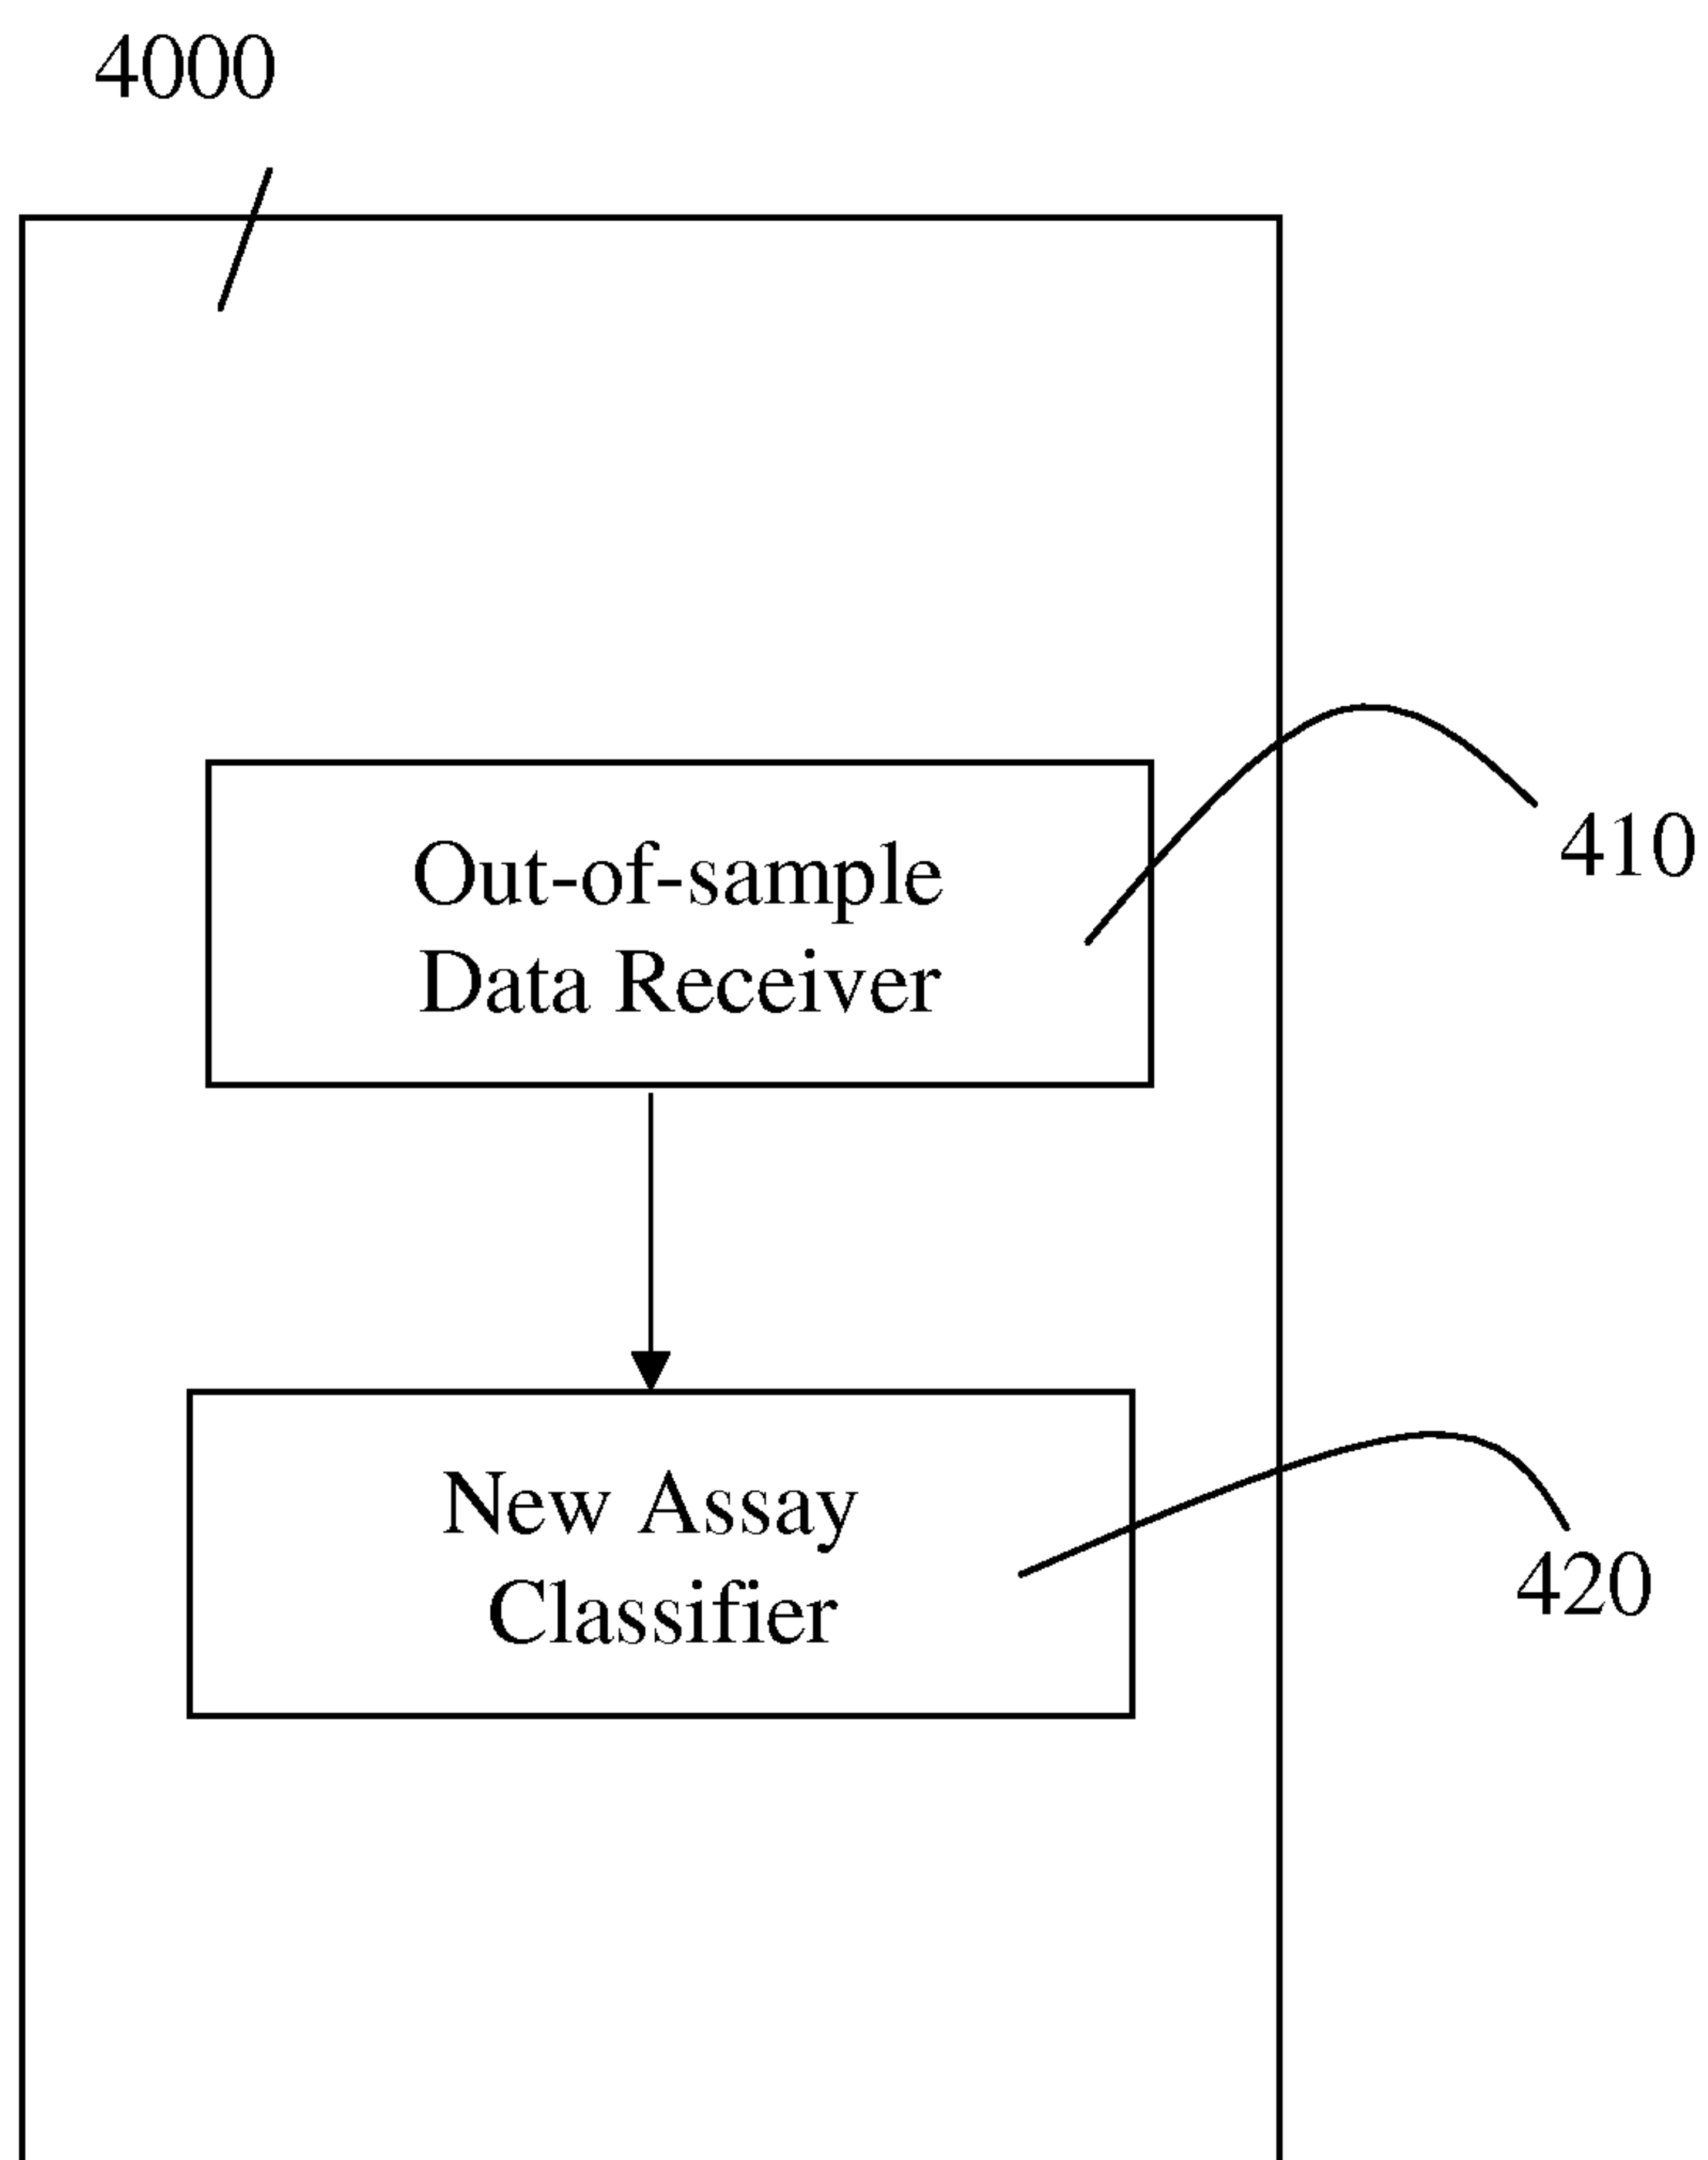 4000
Out-of-sample
Data Receiver
410
New Assay
Classifier
420